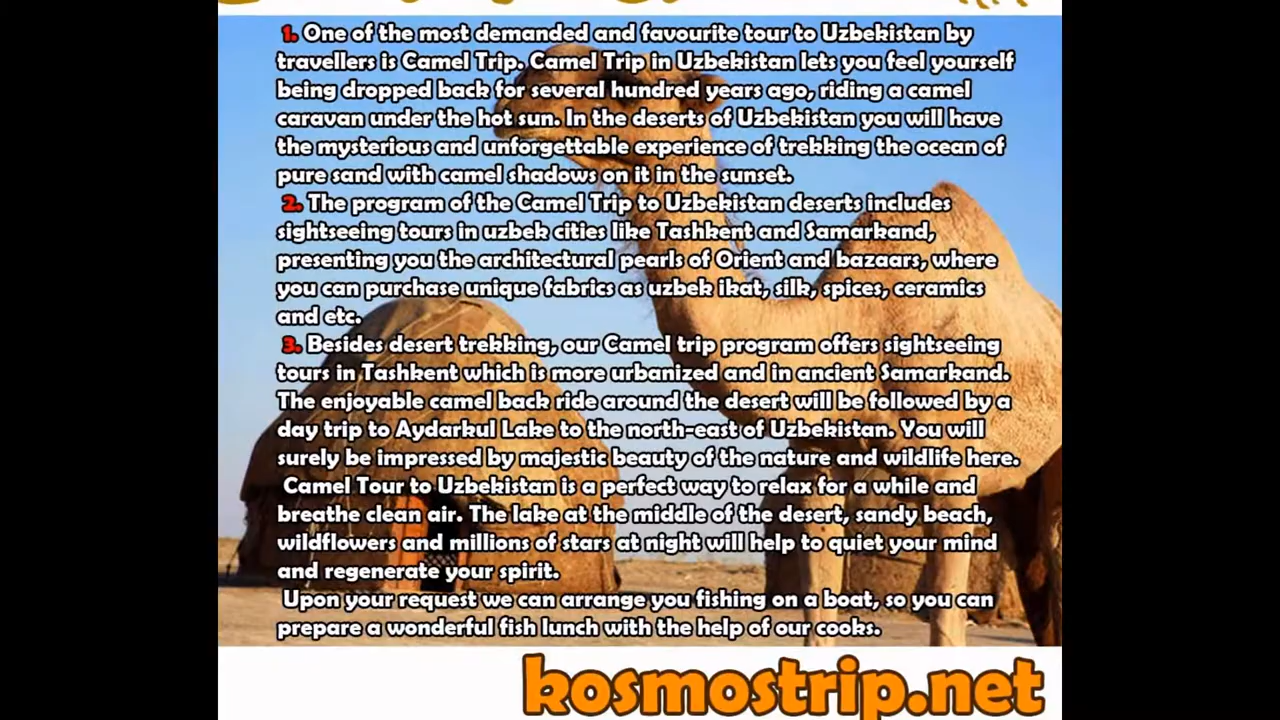 1. One of the most demanded and favourite tour to Uzbekistan by
travellers is Camel Trip. Camel Trip in Uzbekistan lets you feel yourself
being dropped back for several hundred years ago, riding a camel
caravan under the hot sun. In the deserts of Uzbekistan you will have
the mysterious and unforgettable experience of trekking the ocean of
pure sand with camel shadows on it in the sunset.
2. The program of the Camel Trip to Uzbekistan deserts includes
sightseeing tours in uzbek cities like Tashkent and Samarkand,
presenting you the architectural pearls of Orient and bazaars, where
you can purchase unique fabrics as uzbek ikat, silk, spices, ceramics
and etc.
3. Besides desert trekking, our Camel trip program offers sightseeing
tours in Tashkent which is more urbanized and in ancient Samarkand.
The enjoyable camel back ride around the desert will be followed by a
day trip to Aydarkul Lake to the north-east of Uzbekistan. You will
surely be impressed by majestic beauty of the nature and wildlife here.
Camel Tour to Uzbekistan is a perfect way to relax for a while and
breathe clean air. The lake at the middle of the desert, sandy beach,
wildflowers and millions of stars at night will help to quiet your mind
and regenerate your spirit.
Upon your request we can arrange you fishing on a boat, so you can
prepare a wonderful fish lunch with the help of our cooks.
kosmostrip.net